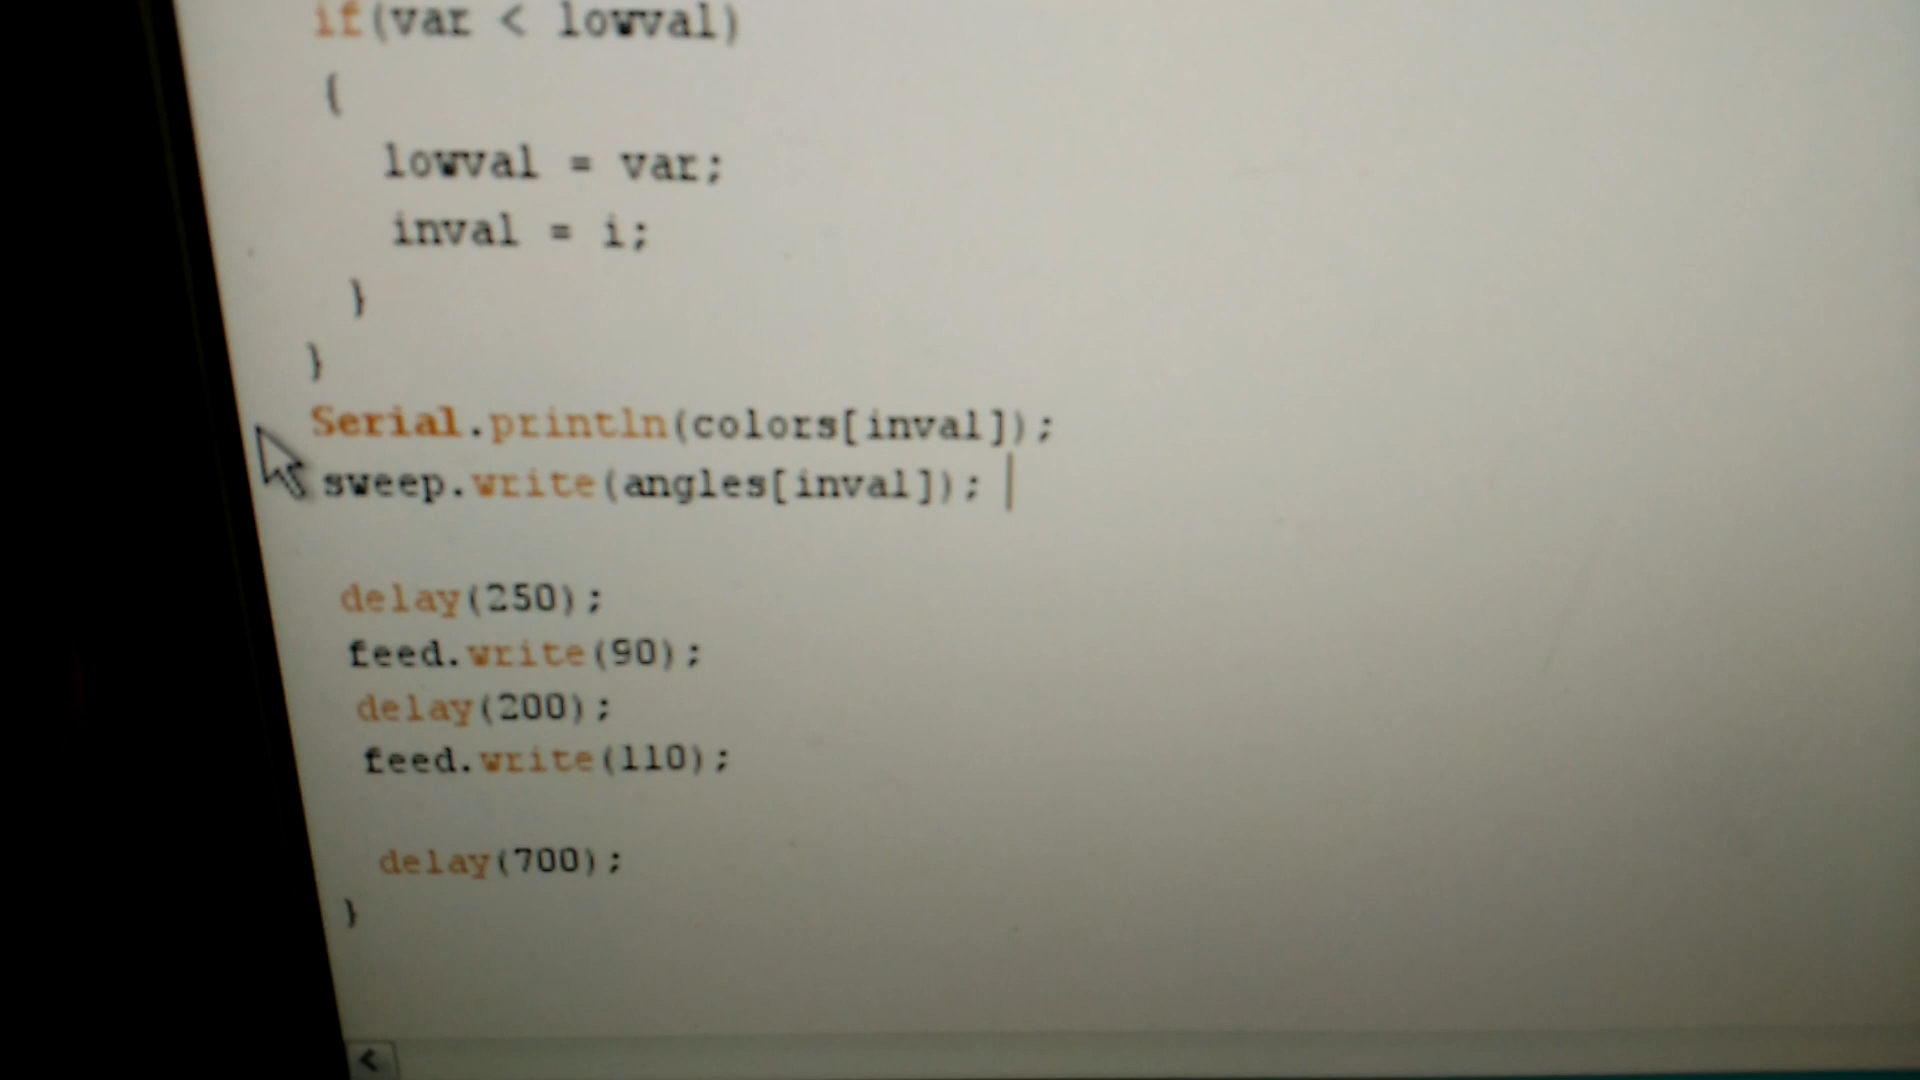 if(var < lowval)
{
lowval = var;
inval = i;
}
}
Serial.println(colors[inval]);
sweep.write(angles[inval]);
delay(250);
feed.write(90);
delay(200);
feed.write(110);
delay(700);
}